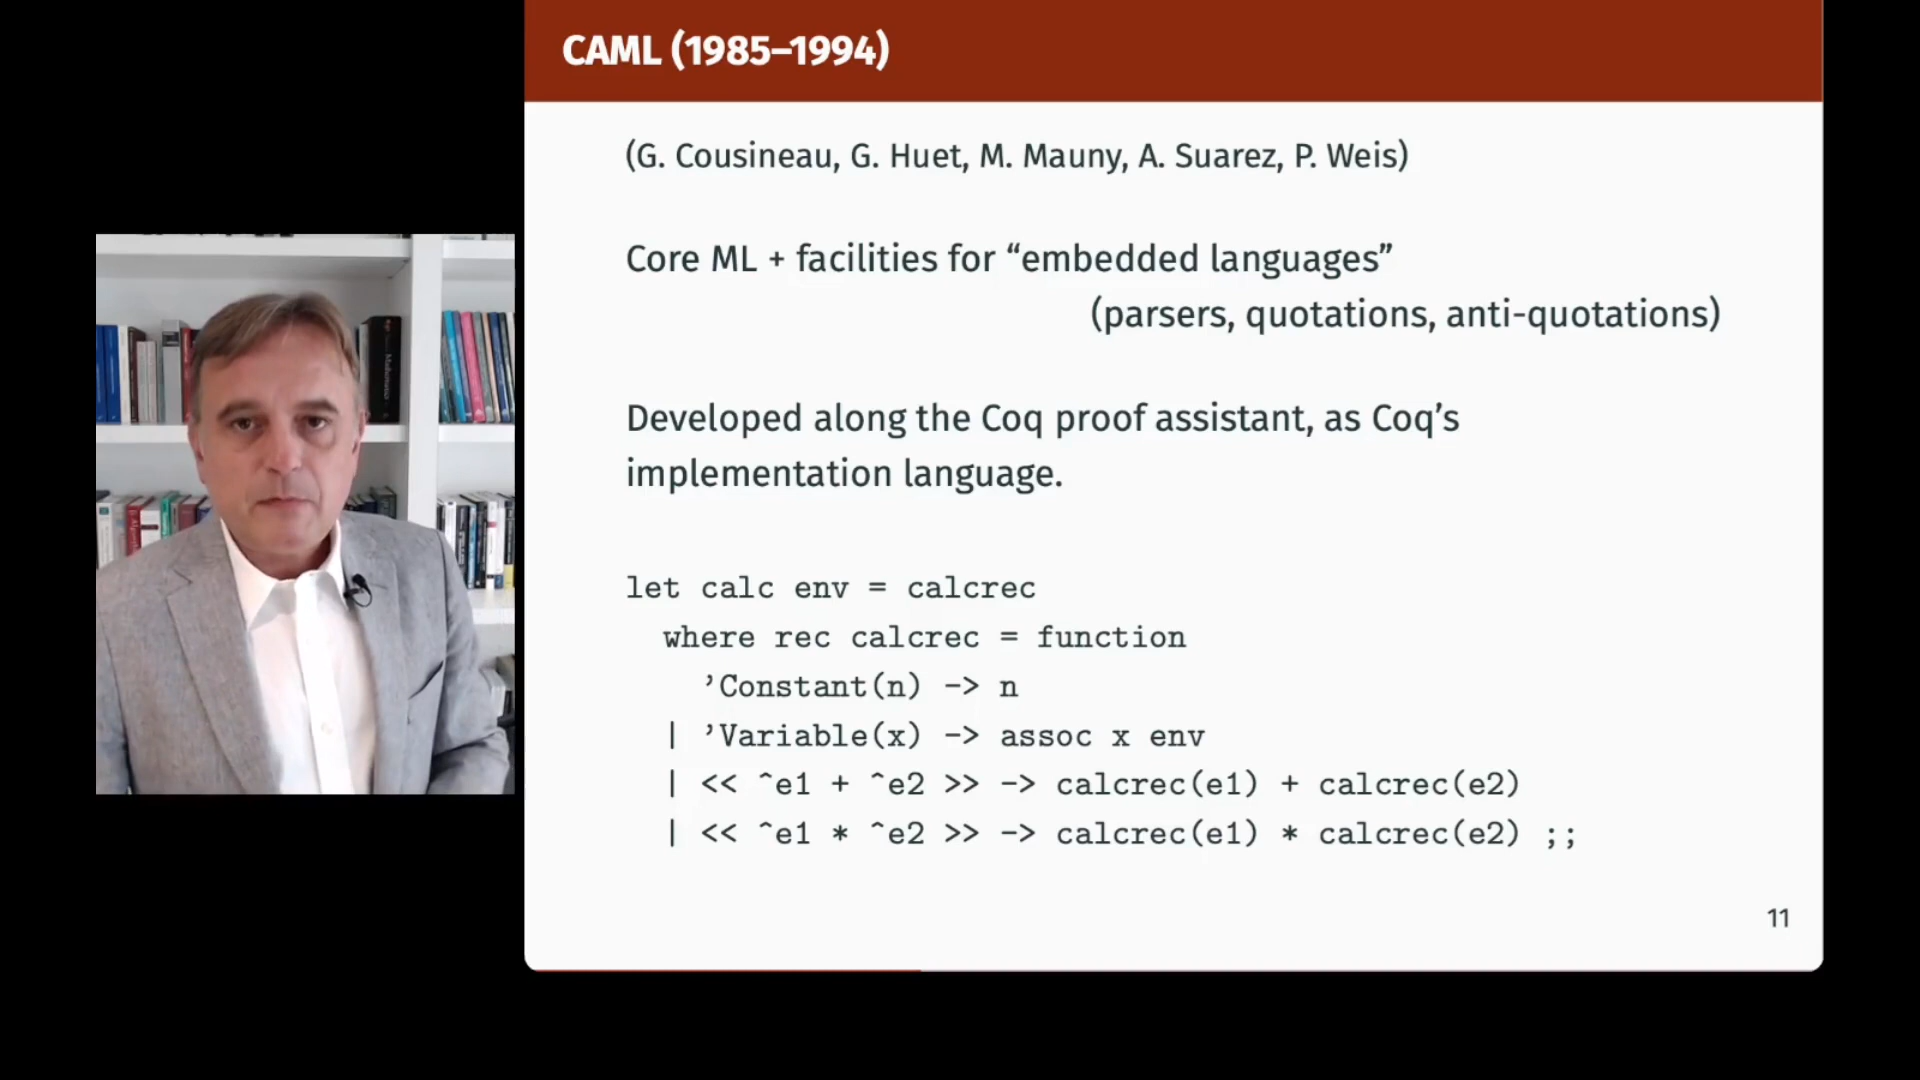 CAML (1985–1994)
(G. Cousineau, G. Huet, M. Mauny, A. Suarez, P. Weis)
Core ML + facilities for “embedded languages”
(parsers, quotations, anti-quotations)
Developed along the Coq proof assistant, as Coq’s
implementation language.
let calc env = calcrec
where rec calcrec = function
’Constant(n) -> n
| ’Variable(x) -> assoc x env
| << ^e1 + ^e2 >> -> calcrec(e1) + calcrec(e2)
| << ^e1 * ^e2 >> -> calcrec(e1) * calcrec(e2) ;;
11